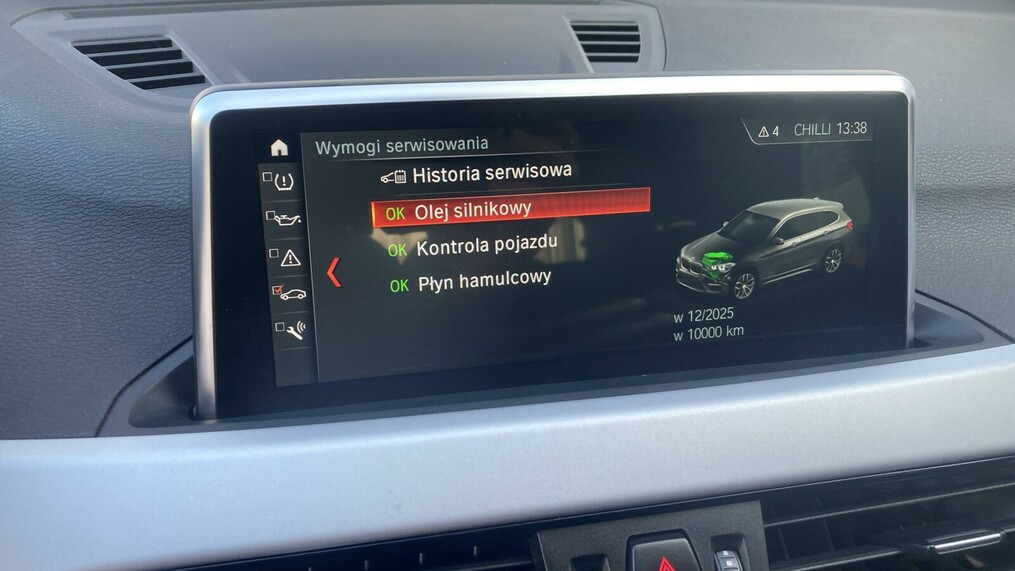 4 CHILLI 13:38
Wymogi serwisowania
Historia serwisowa
OK Olej silnikowy
OK Kontrola pojazdu
OK Płyn hamulcowy
w 12/2025
w 10000 km